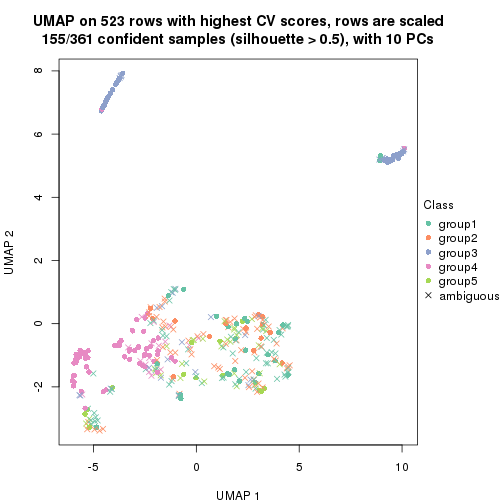 UMAP on 523 rows with highest CV scores, rows are scaled
155/361 confident samples (silhouette > 0.5), with 10 PCs
8
6
4
2
0
-2
UMAP 2
-5
0
5
10
UMAP 1
Class
group1
group2
group3
group4
group5
ambiguous